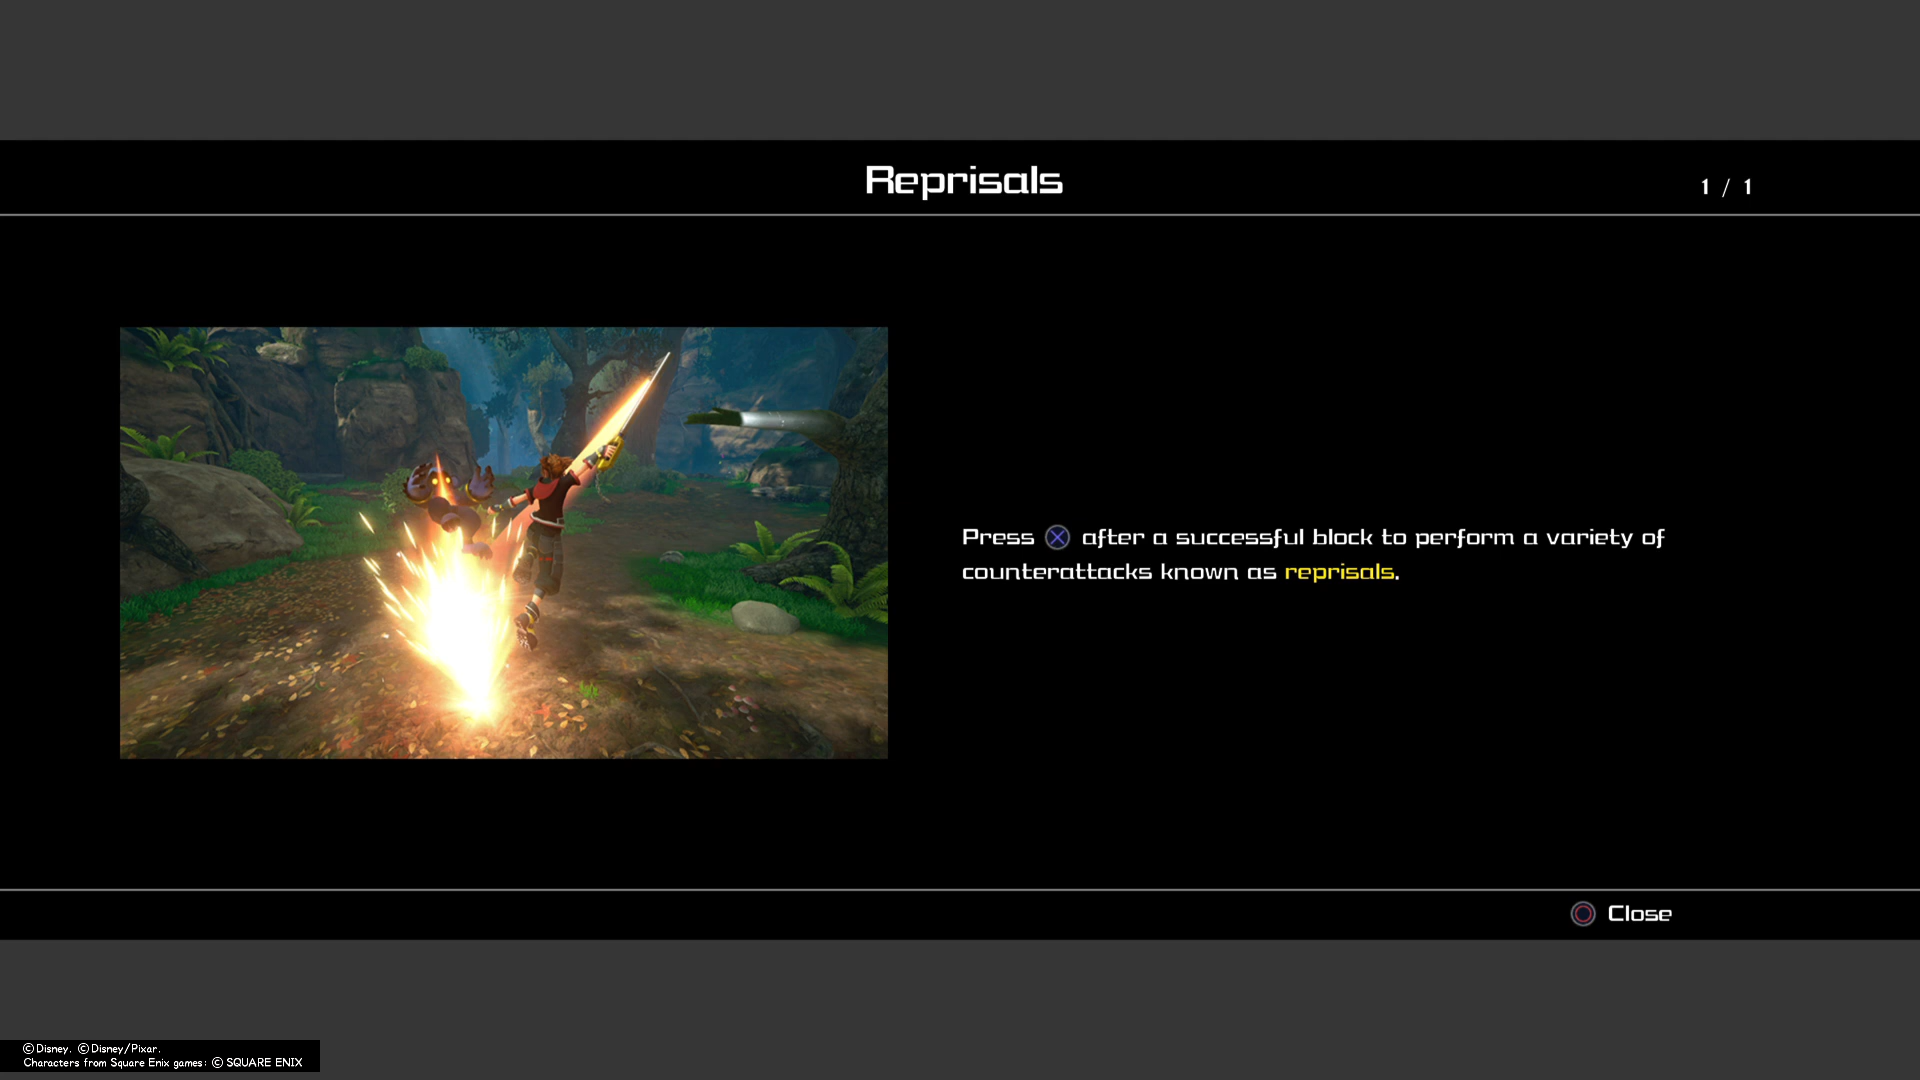 Reprisals
1 / 1
Press ⓧ after a successful block to perform a variety of
counterattacks known as reprisals.
Close
©Disney. ©Disney/Pixar.
Characters from Square Enix games: © SQUARE ENIX